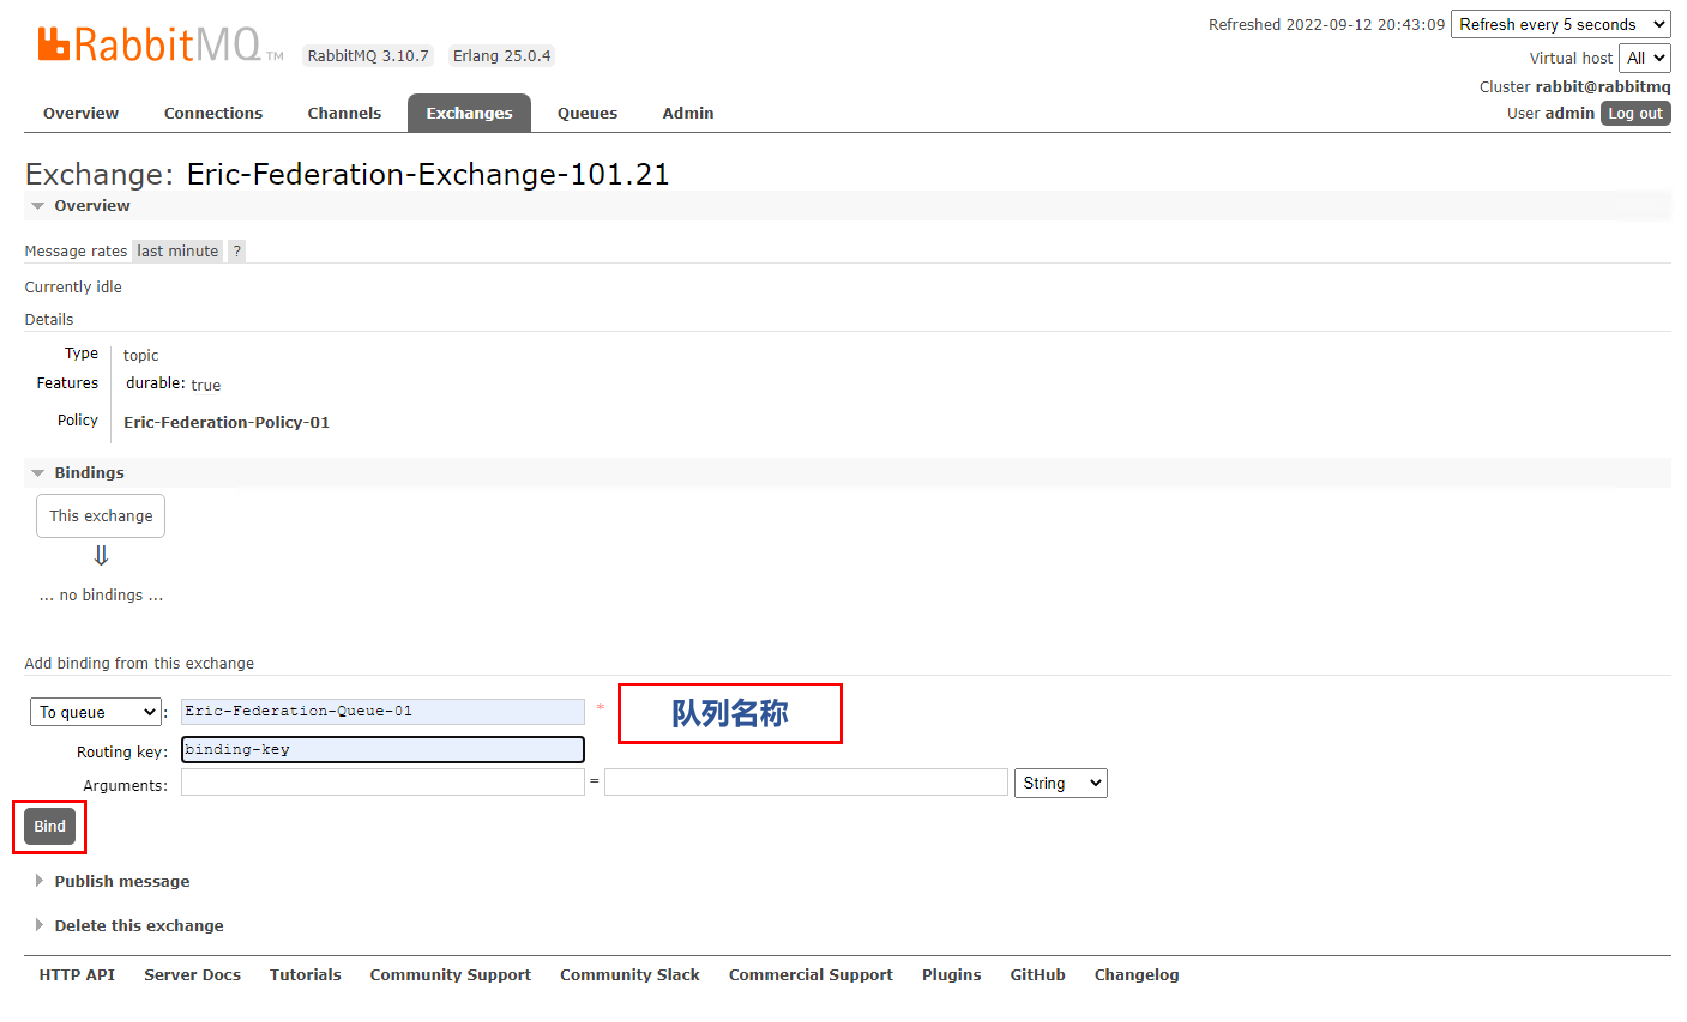 Refreshed 2022-09-12 20:43:09 Refresh every 5 seconds
RabbitMQ™ RabbitMQ 3.10.7 Erlang 25.0.4
Virtual host All
Cluster rabbit@rabbitmq
User admin Log out
Overview Connections Channels Exchanges Queues Admin
Exchange: Eric-Federation-Exchange-101.21
Overview
Message rates last minute ?
Currently idle
Details
Type topic
Features durable: true
Policy Eric-Federation-Policy-01
Bindings
This exchange
⇓
... no bindings ...
Add binding from this exchange
To queue : Eric-Federation-Queue-01 * 队列名称
Routing key: binding-key
Arguments: = String
Bind
Publish message
Delete this exchange
HTTP API Server Docs Tutorials Community Support Community Slack Commercial Support Plugins GitHub Changelog